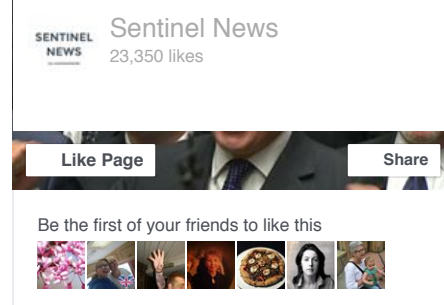 SENTINEL
NEWS
Sentinel News
23,350 likes
Like Page
Share
Be the first of your friends to like this